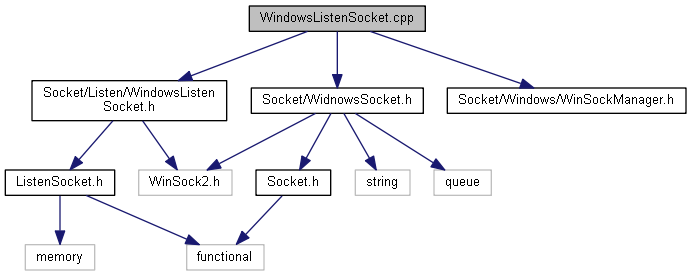 WindowsListenSocket.cpp
Socket/Listen/WindowsListen
Socket.h
Socket/WidnowsSocket.h
Socket/Windows/WinSockManager.h
ListenSocket.h
WinSock2.h
Socket.h
string
queue
memory
functional